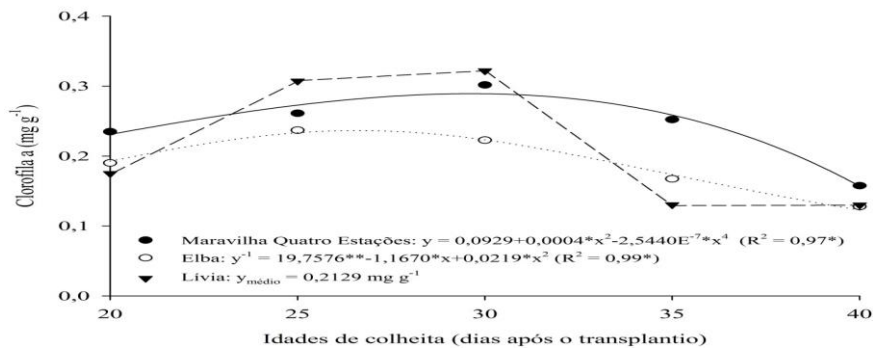 Clorofila a (mg g⁻¹)
0,4
0,3
0,2
0,1
0,0
Maravilha Quatro Estações: y = 0,0929+0,0004*x²-2,5440E⁻⁷*x⁴ (R² = 0,97*)
Elba: y⁻¹ = 19,7576**-1,1670*x+0,0219*x² (R² = 0,99*)
Lívia: yₘédio = 0,2129 mg g⁻¹
20 25 30 35 40
Idades de colheita (dias após o transplantio)